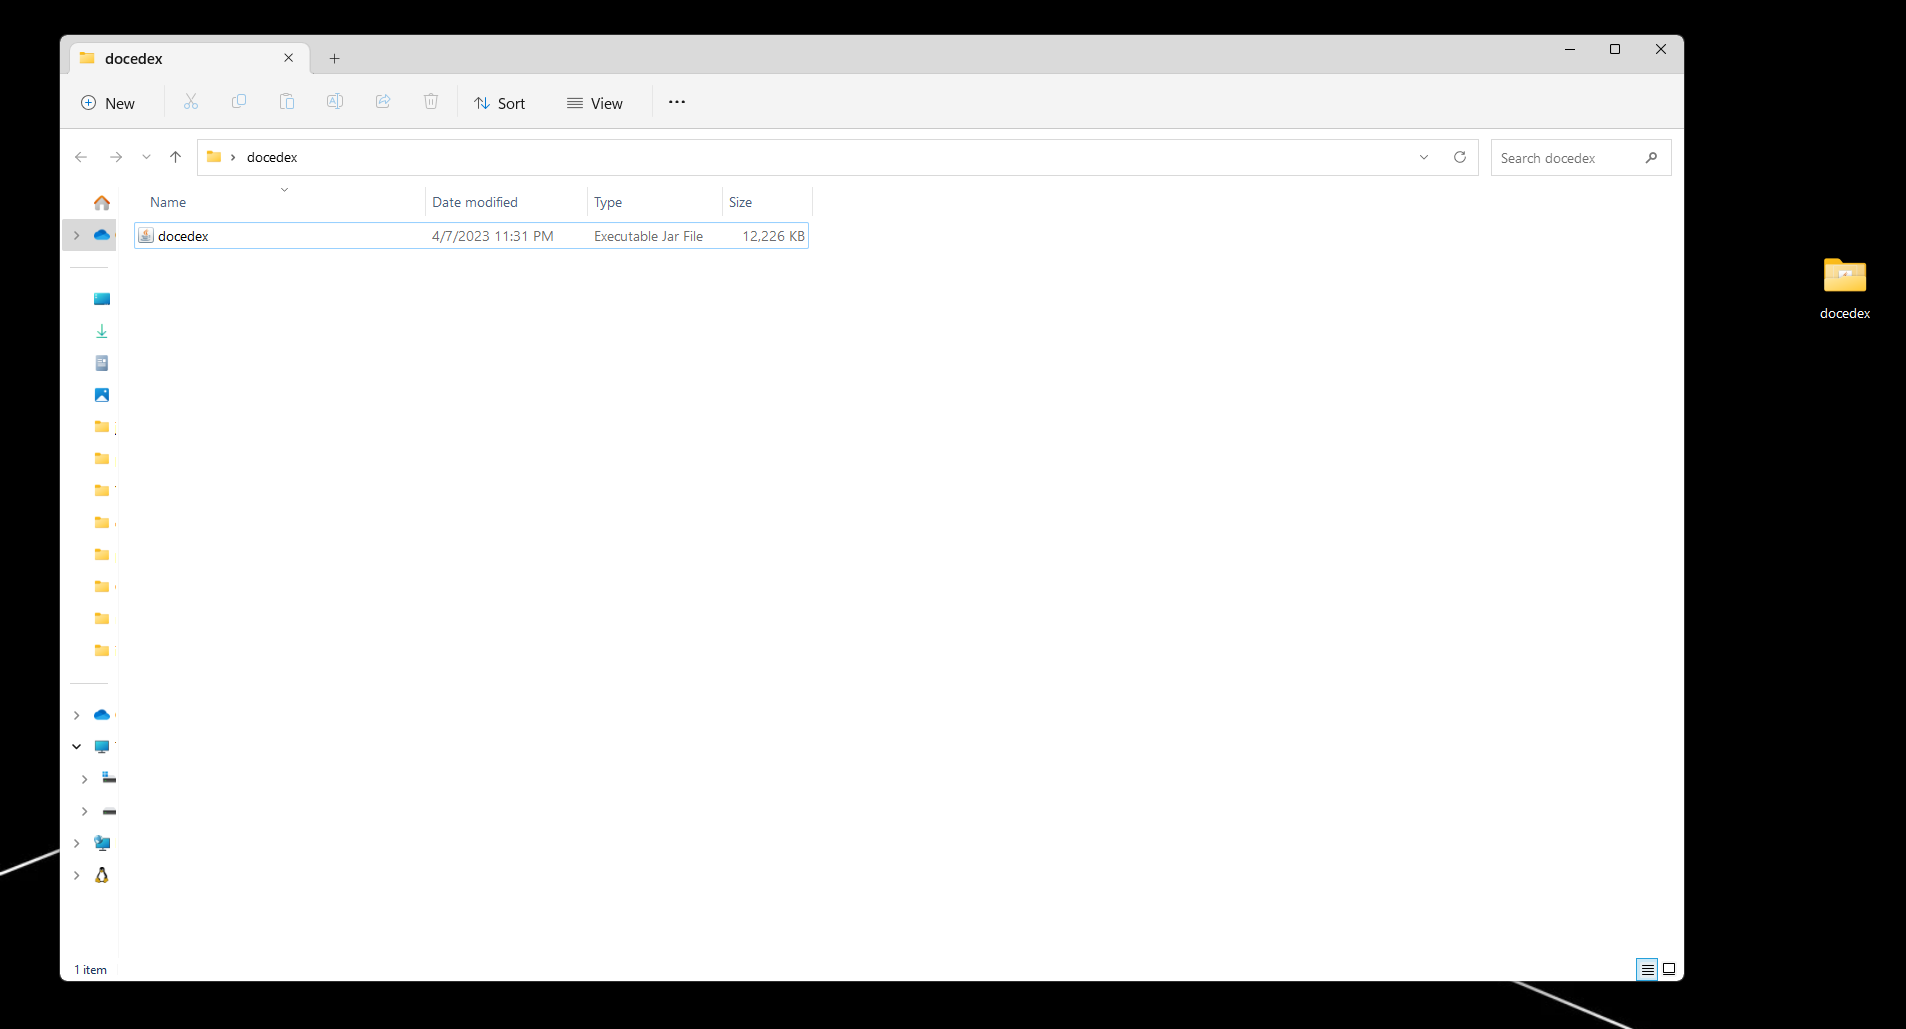 docedex
New
Sort
View
docedex
Search docedex
Name Date modified Type Size
docedex 4/7/2023 11:31 PM Executable Jar File 12,226 KB
docedex
1 item